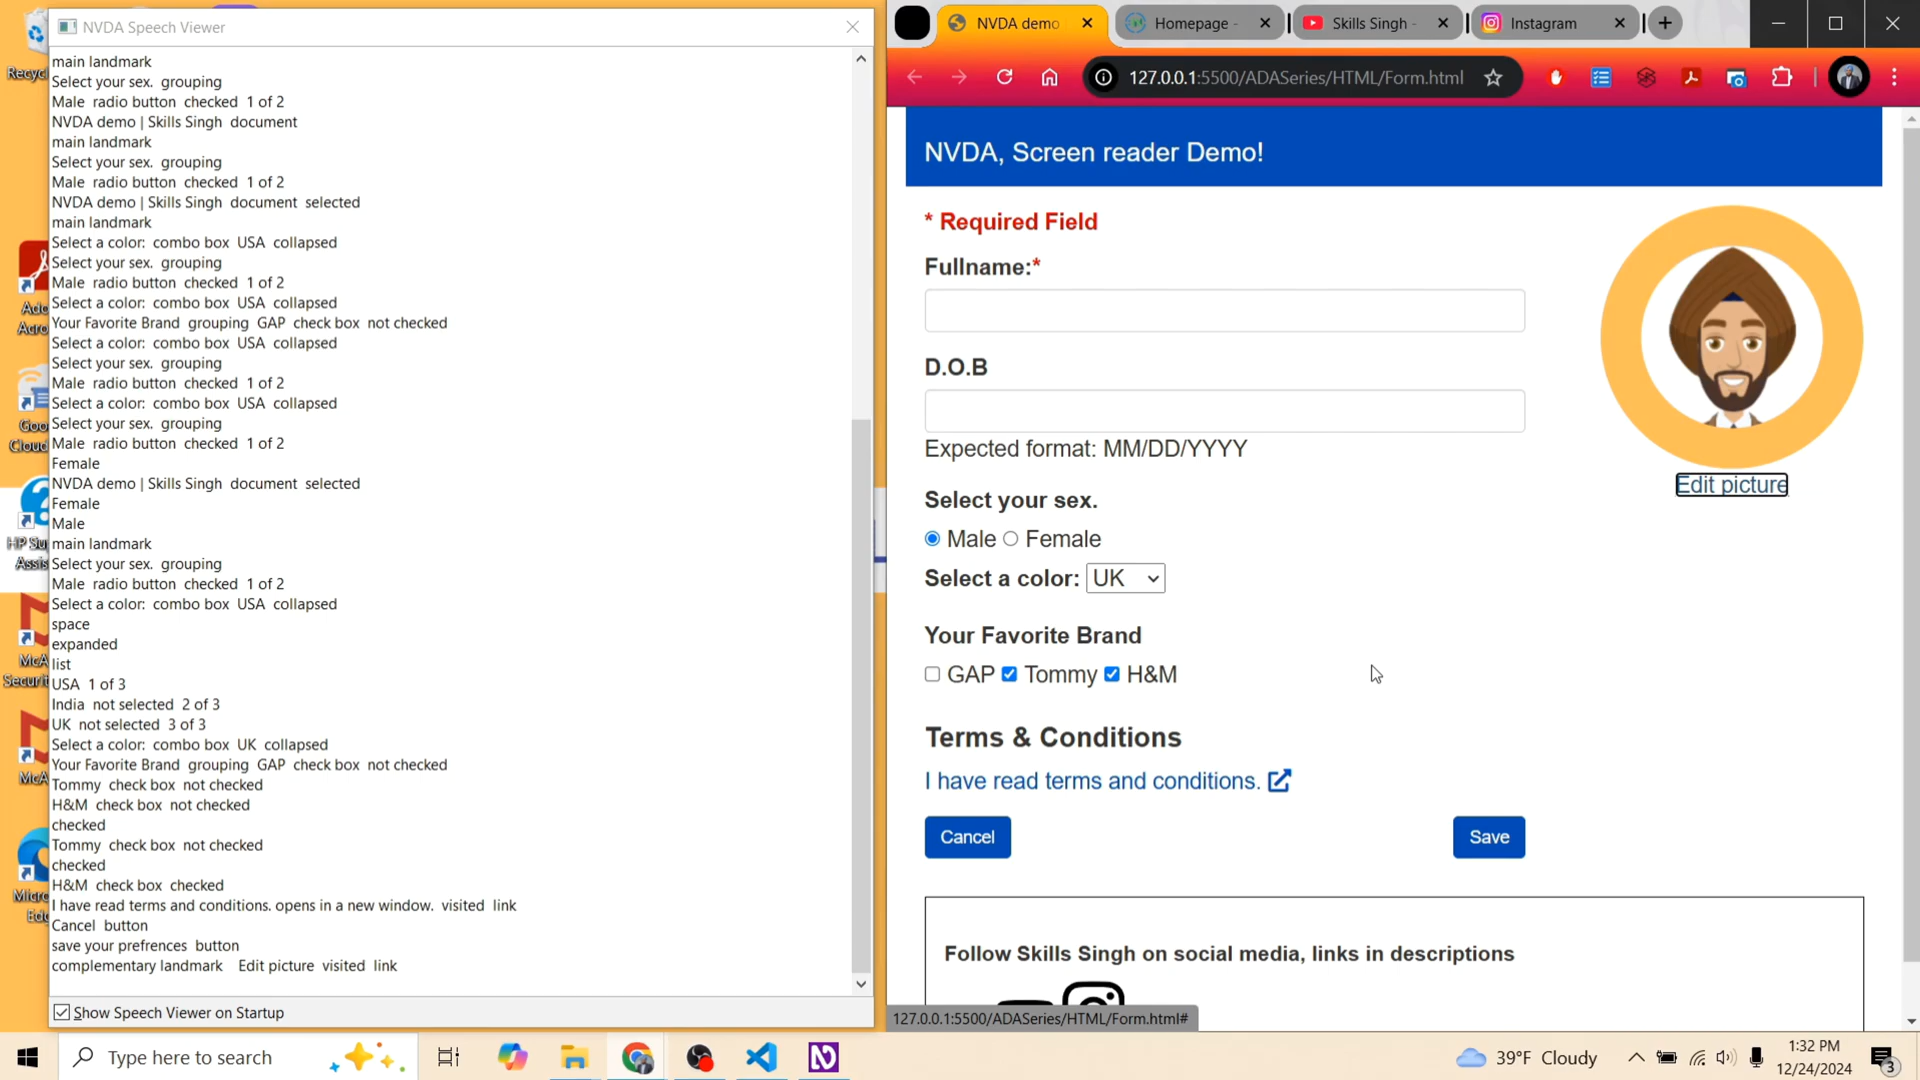 NVDA Speech Viewer
main landmark
Select your sex.  grouping
Male  radio button  checked  1 of 2
NVDA demo | Skills Singh  document
main landmark
Select your sex.  grouping
Male  radio button  checked  1 of 2
NVDA demo | Skills Singh  document  selected
main landmark
Select a color:  combo box  USA  collapsed
Select your sex.  grouping
Male  radio button  checked  1 of 2
Select a color:  combo box  USA  collapsed
Your Favorite Brand  grouping  GAP  check box  not checked
Select a color:  combo box  USA  collapsed
Select your sex.  grouping
Male  radio button  checked  1 of 2
Select a color:  combo box  USA  collapsed
Select your sex.  grouping
Male  radio button  checked  1 of 2
Female
NVDA demo | Skills Singh  document  selected
Female
Male
main landmark
Select your sex.  grouping
Male  radio button  checked  1 of 2
Select a color:  combo box  USA  collapsed
space
expanded
list
USA  1 of 3
India  not selected  2 of 3
UK  not selected  3 of 3
Select a color:  combo box  UK  collapsed
Your Favorite Brand  grouping  GAP  check box  not checked
Tommy  check box  not checked
H&M  check box  not checked
checked
Tommy  check box  not checked
checked
H&M  check box  checked
I have read terms and conditions. opens in a new window.  visited  link
Cancel  button
save your prefrences  button
complementary landmark    Edit picture  visited  link
Show Speech Viewer on Startup
NVDA demo
Homepage -
Skills Singh -
Instagram
127.0.0.1:5500/ADASeries/HTML/Form.html
NVDA, Screen reader Demo!
* Required Field
Fullname:*
D.O.B
Expected format: MM/DD/YYYY
Edit picture
Select your sex.
Male Female
Select a color: UK
Your Favorite Brand
GAP Tommy H&M
Terms & Conditions
I have read terms and conditions.
Cancel Save
Follow Skills Singh on social media, links in descriptions
127.0.0.1:5500/ADASeries/HTML/Form.html#
Type here to search
39°F Cloudy
1:32 PM
12/24/2024
3